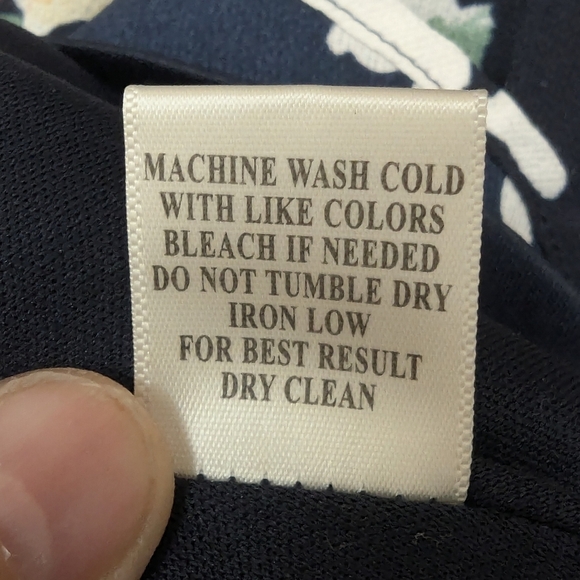 MACHINE WASH COLD
WITH LIKE COLORS
BLEACH IF NEEDED
DO NOT TUMBLE DRY
IRON LOW
FOR BEST RESULT
DRY CLEAN